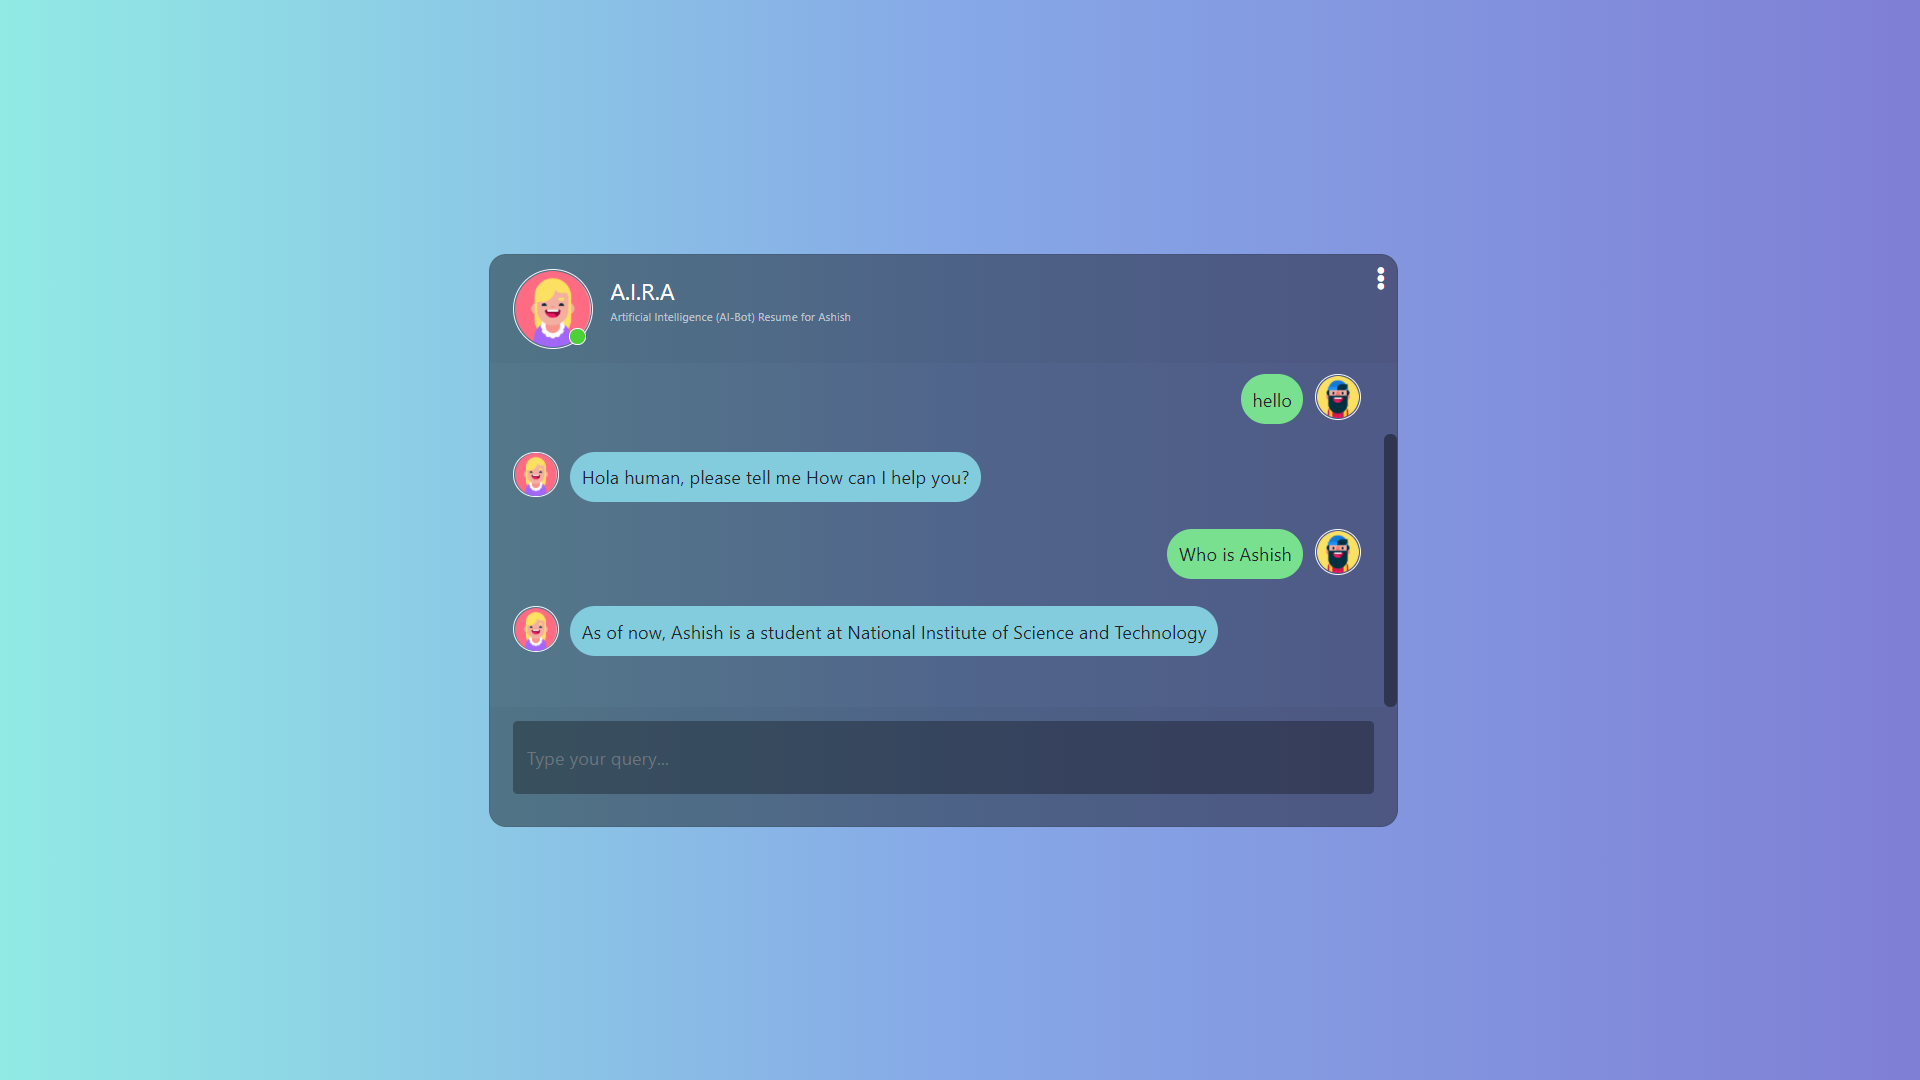 A.I.R.A
Artificial Intelligence (AI-Bot) Resume for Ashish
hello
Hola human, please tell me How can I help you?
Who is Ashish
As of now, Ashish is a student at National Institute of Science and Technology
Type your query...